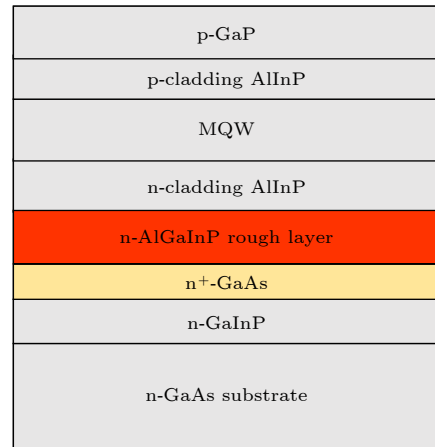 p-GaP
p-cladding AlInP
MQW
n-cladding AlInP
n-AlGaInP rough layer
n⁺-GaAs
n-GaInP
n-GaAs substrate